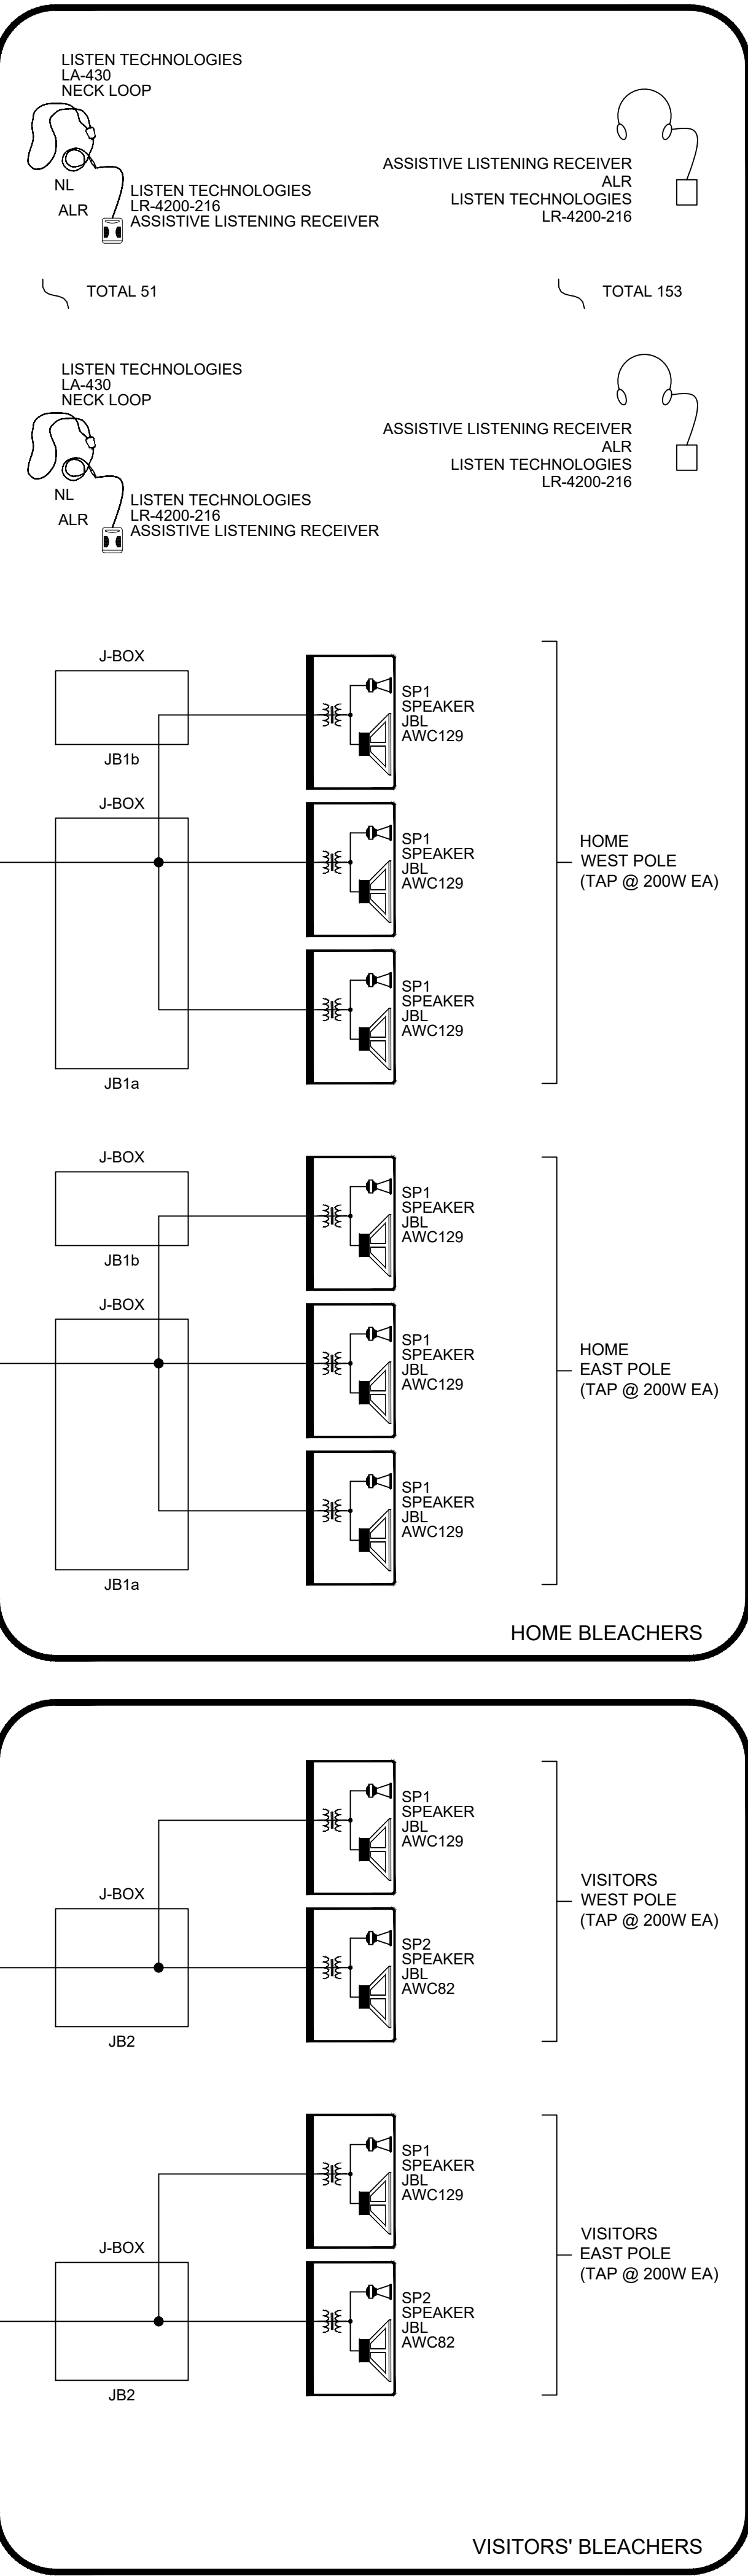 LISTEN TECHNOLOGIES
LA-430
NECK LOOP
NL
ALR
LISTEN TECHNOLOGIES
LR-4200-216
ASSISTIVE LISTENING RECEIVER
ASSISTIVE LISTENING RECEIVER
ALR
LISTEN TECHNOLOGIES
LR-4200-216
TOTAL 51
TOTAL 153
LISTEN TECHNOLOGIES
LA-430
NECK LOOP
NL
ALR
LISTEN TECHNOLOGIES
LR-4200-216
ASSISTIVE LISTENING RECEIVER
ASSISTIVE LISTENING RECEIVER
ALR
LISTEN TECHNOLOGIES
LR-4200-216
J-BOX
JB1b
SP1
SPEAKER
JBL
AWC129
J-BOX
JB1a
SP1
SPEAKER
JBL
AWC129
SP1
SPEAKER
JBL
AWC129
HOME
WEST POLE
(TAP @ 200W EA)
J-BOX
JB1b
SP1
SPEAKER
JBL
AWC129
J-BOX
JB1a
SP1
SPEAKER
JBL
AWC129
SP1
SPEAKER
JBL
AWC129
HOME
EAST POLE
(TAP @ 200W EA)
HOME BLEACHERS
SP1
SPEAKER
JBL
AWC129
J-BOX
JB2
SP2
SPEAKER
JBL
AWC82
VISITORS
WEST POLE
(TAP @ 200W EA)
SP1
SPEAKER
JBL
AWC129
J-BOX
JB2
SP2
SPEAKER
JBL
AWC82
VISITORS
EAST POLE
(TAP @ 200W EA)
VISITORS' BLEACHERS